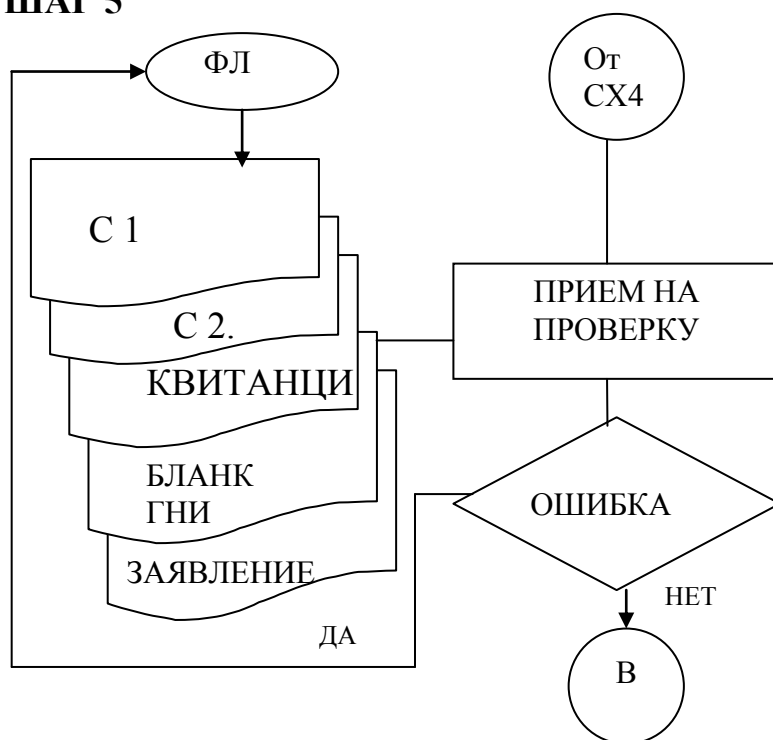 ШАГ 5
ФЛ
От
СХ4
С 1
ПРИЕМ НА
ПРОВЕРКУ
С 2.
КВИТАНЦИ
БЛАНК
ГНИ
ОШИБКА
ЗАЯВЛЕНИЕ
НЕТ
ДА
В